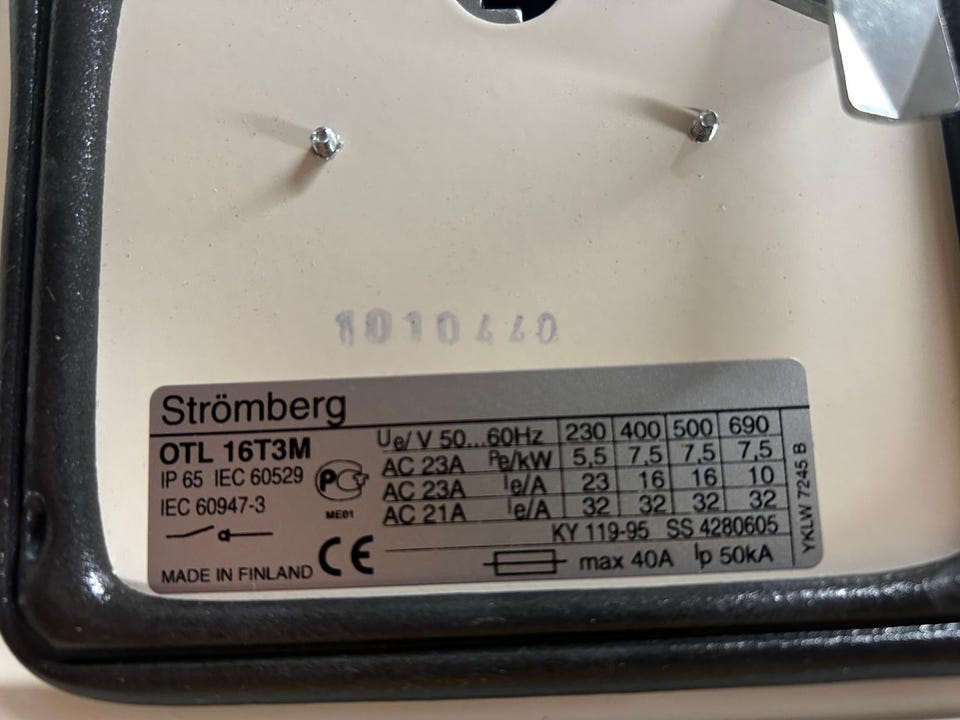 1010440
Strömberg
OTL 16T3M
IP 65 IEC 60529
IEC 60947-3
PCT
ME01
CE
MADE IN FINLAND
Ue/ V 50...60Hz 230 400 500 690
AC 23A Pe/kW 5,5 7,5 7,5 7,5
AC 23A Ie/A 23 16 16 10
AC 21A Ie/A 32 32 32 32
KY 119-95 SS 4280605
max 40A Ip 50kA
YKLW 7245 B